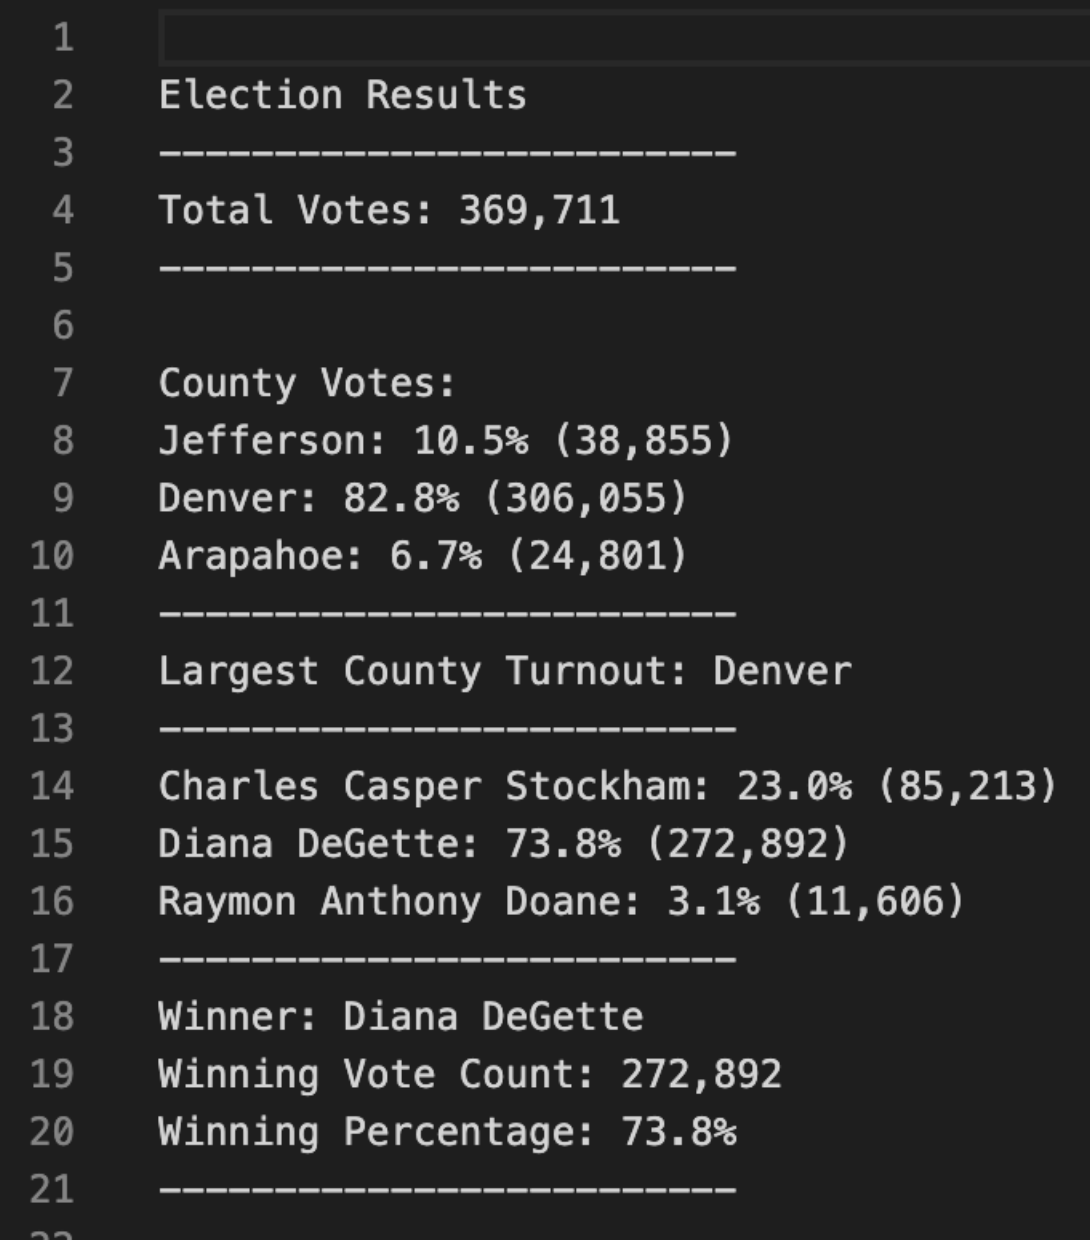 1
2 Election Results
3 -------------------------
4 Total Votes: 369,711
5 -------------------------
6
7 County Votes:
8 Jefferson: 10.5% (38,855)
9 Denver: 82.8% (306,055)
10 Arapahoe: 6.7% (24,801)
11 -------------------------
12 Largest County Turnout: Denver
13 -------------------------
14 Charles Casper Stockham: 23.0% (85,213)
15 Diana DeGette: 73.8% (272,892)
16 Raymon Anthony Doane: 3.1% (11,606)
17 -------------------------
18 Winner: Diana DeGette
19 Winning Vote Count: 272,892
20 Winning Percentage: 73.8%
21 -------------------------